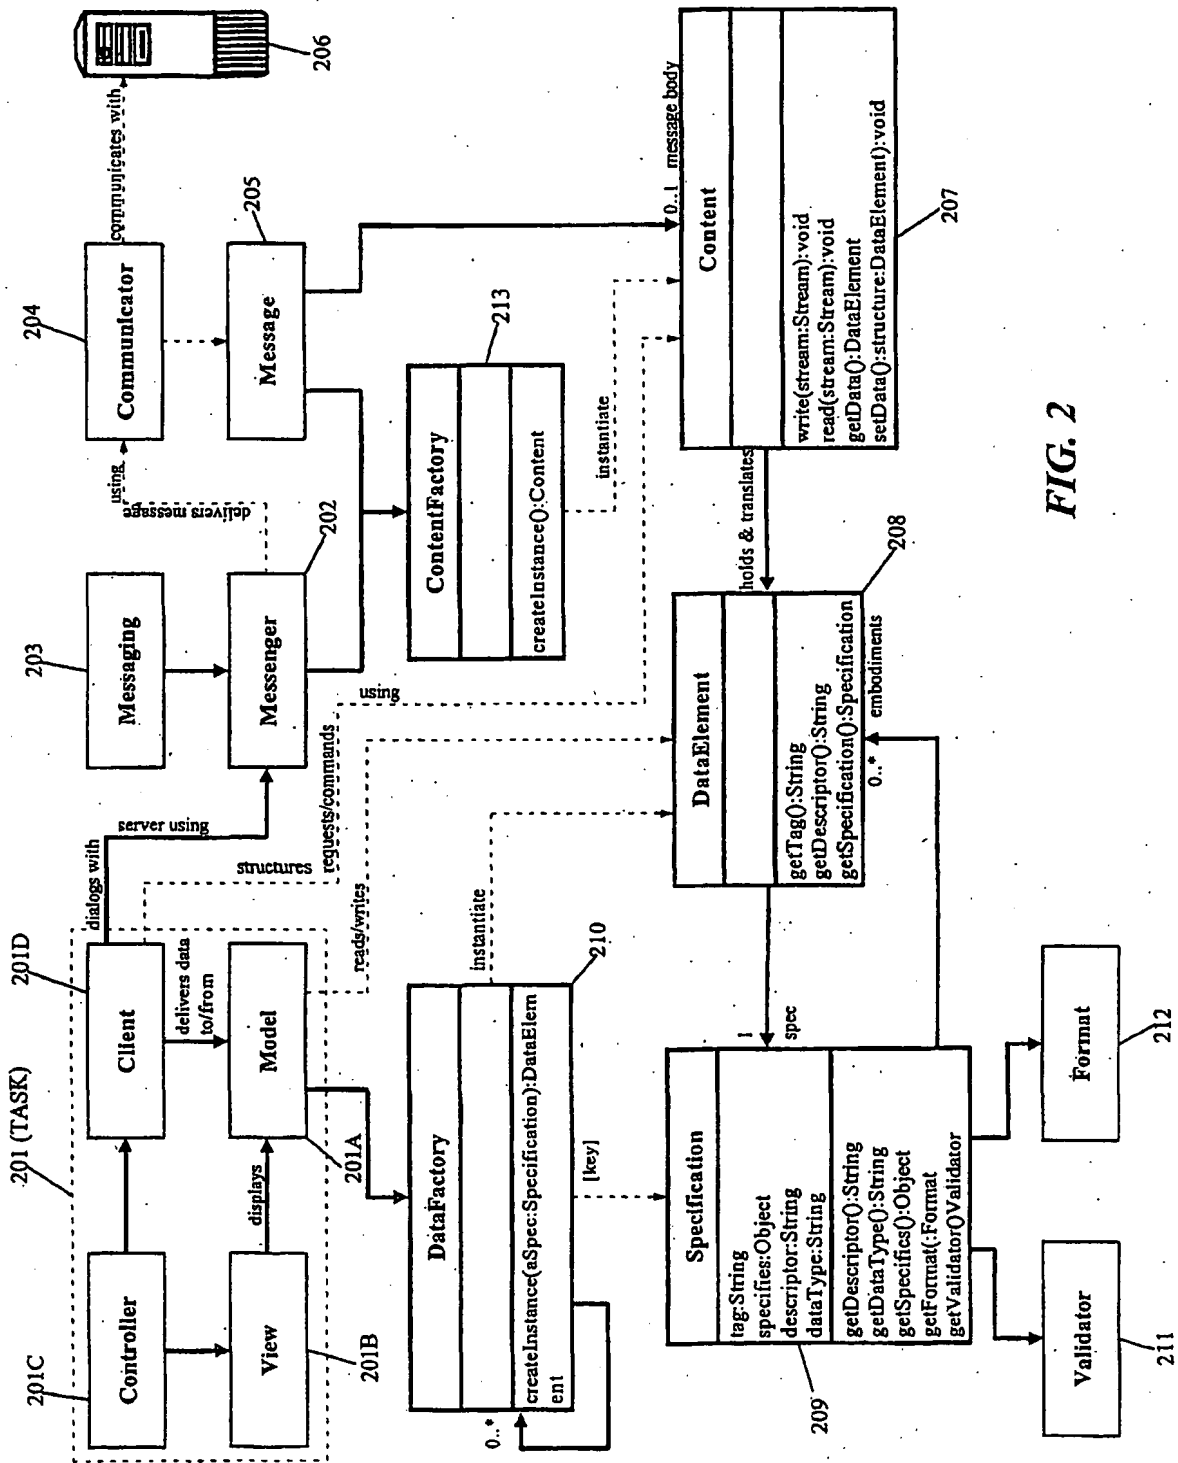 201 (TASK)
201C
Controller
201D
Client
dialogs with
server using
delivers data
to/from
View
201B
displays
Model
201A
203
Messaging
Messenger
202
delivers message
using
204
Communicator
communicates with
206
205
Message
structures
requests/commands
using
reads/writes
DataFactory
createInstance(aSpec:Specification):DataElem
ent
0..*
210
instantiate
[key]
ContentFactory
createInstance():Content
213
instantiate
0..1 message body
Content
write(stream:Stream):void
read(stream:Stream):void
getData():DataElement
setData():structure:DataElement):void
207
holds & translates
DataElement
getTag():String
getDescriptor():String
getSpecification():Specification
208
0..*
embodiments
1
spec
Specification
tag:String
specifies:Object
descriptor:String
dataType:String
getDescriptor():String
getDataType():String
getSpecifics():Object
getFormat(:Format
getValidator()Validator
209
Validator
211
Format
212
FIG. 2